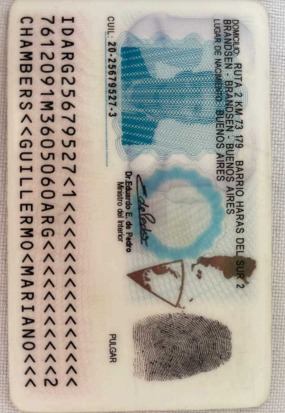 DOMICILIO: RUTA 2 KM 73 179 - BARRIO HARAS DEL SUR 2
BRANDSEN - BRANDSEN - BUENOS AIRES
LUGAR DE NACIMIENTO: BUENOS AIRES
CUIL: 20-25679527-3
Dr. Eduardo E. de Pedro
Ministro del Interior
PULGAR
IDARG25679527<1<<<<<<<<<<<<<<<
7612091M3605060ARG<<<<<<<<<<<2
CHAMBERS<<GUILLERMO<MARIANO<<<